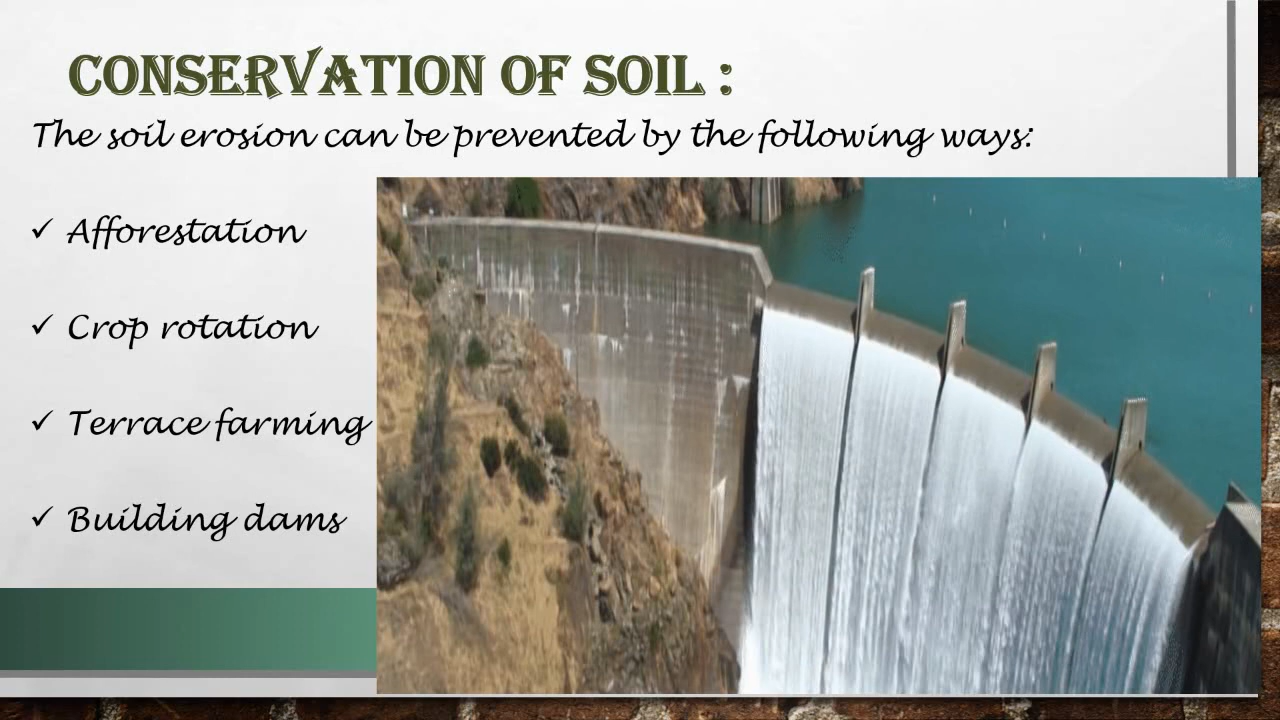 CONSERVATION OF SOIL :
The soil erosion can be prevented by the following ways:
✓ Afforestation
✓ Crop rotation
✓ Terrace farming
✓ Building dams